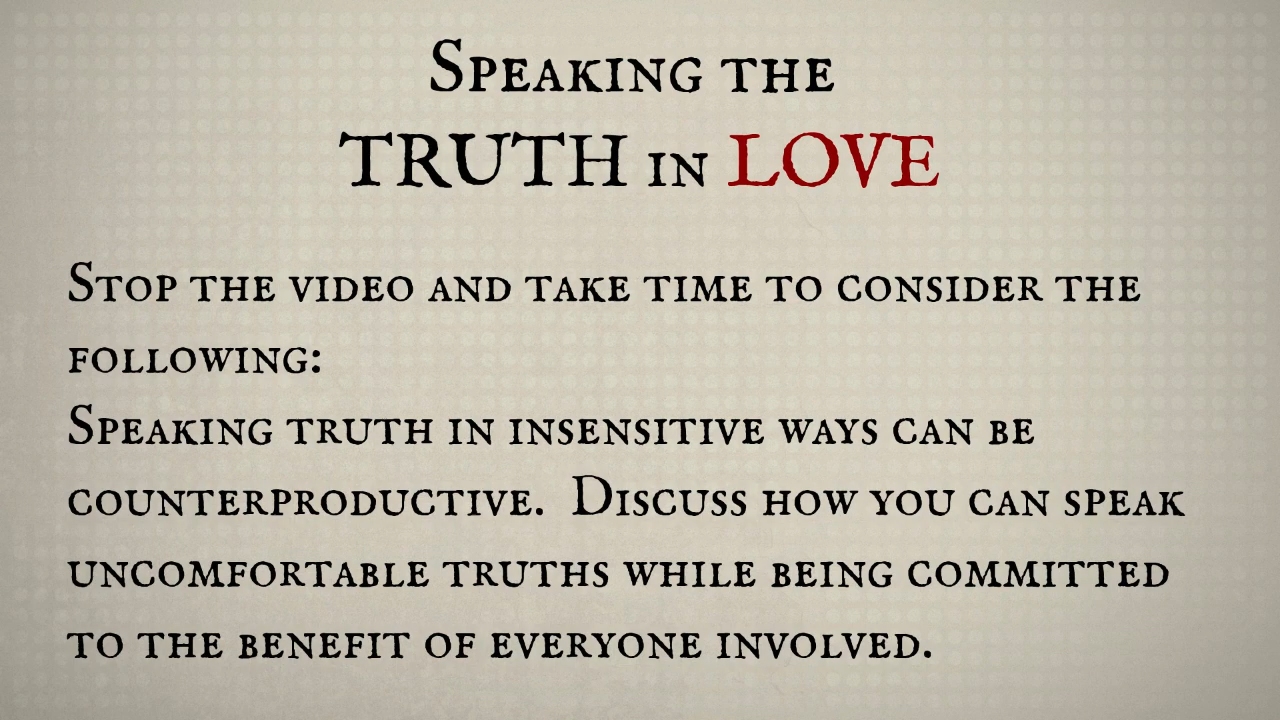 Speaking the
TRUTH in LOVE
Stop the video and take time to consider the
following:
Speaking truth in insensitive ways can be
counterproductive.  Discuss how you can speak
uncomfortable truths while being committed
to the benefit of everyone involved.